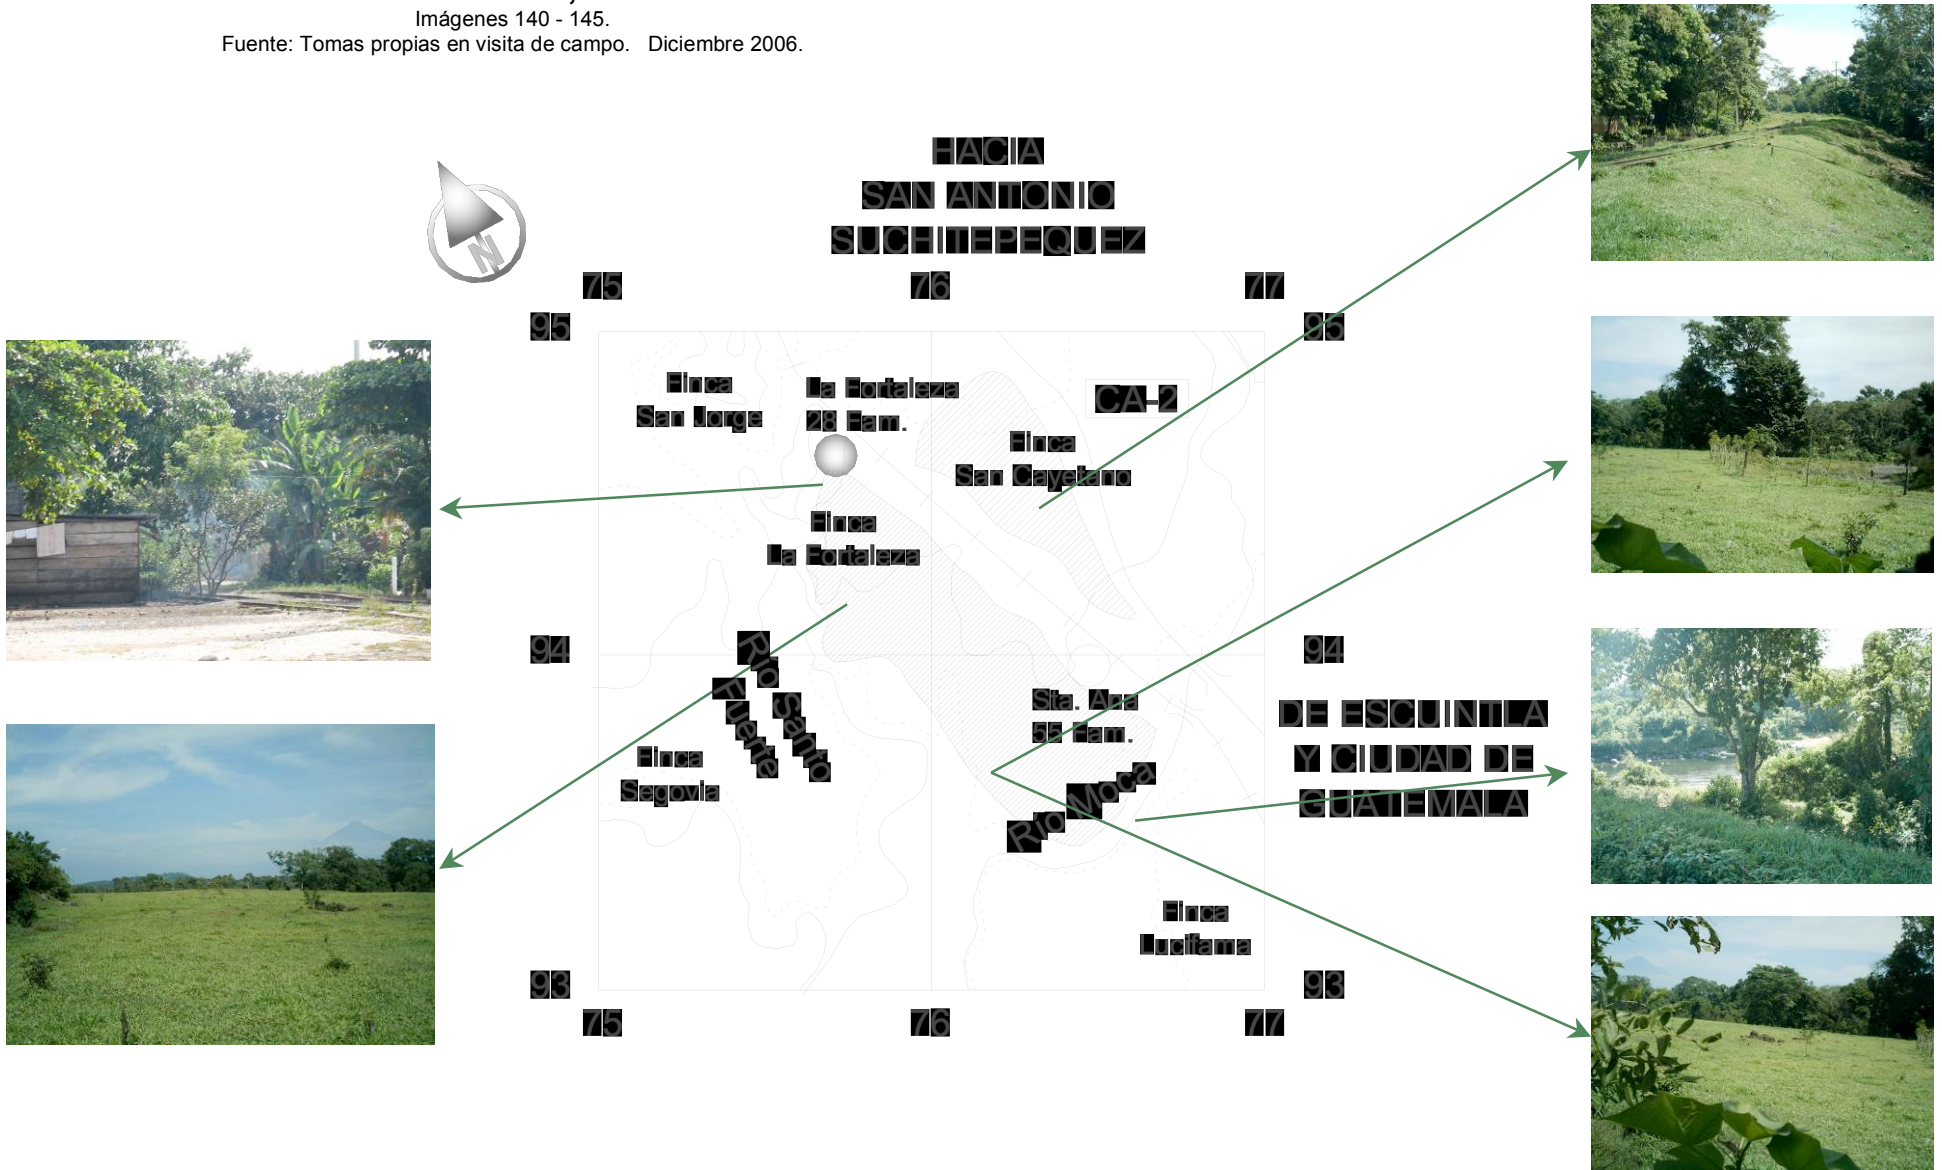 Imágenes 140 - 145.
Fuente: Tomas propias en visita de campo. Diciembre 2006.
HACIA
SAN ANTONIO
SUCHITEPEQUEZ
N
75 76 77
95 95
Finca
San Jorge
La Fortaleza
28 Fam.
CA-2
Finca
San Cayetano
Finca
La Fortaleza
94 94
Río Santo
Fuerte
Sta. Ana
55 Fam.
DE ESCUINTLA
Y CIUDAD DE
GUATEMALA
Finca
Segovia
Río Moca
Finca
Lucifama
93 93
75 76 77